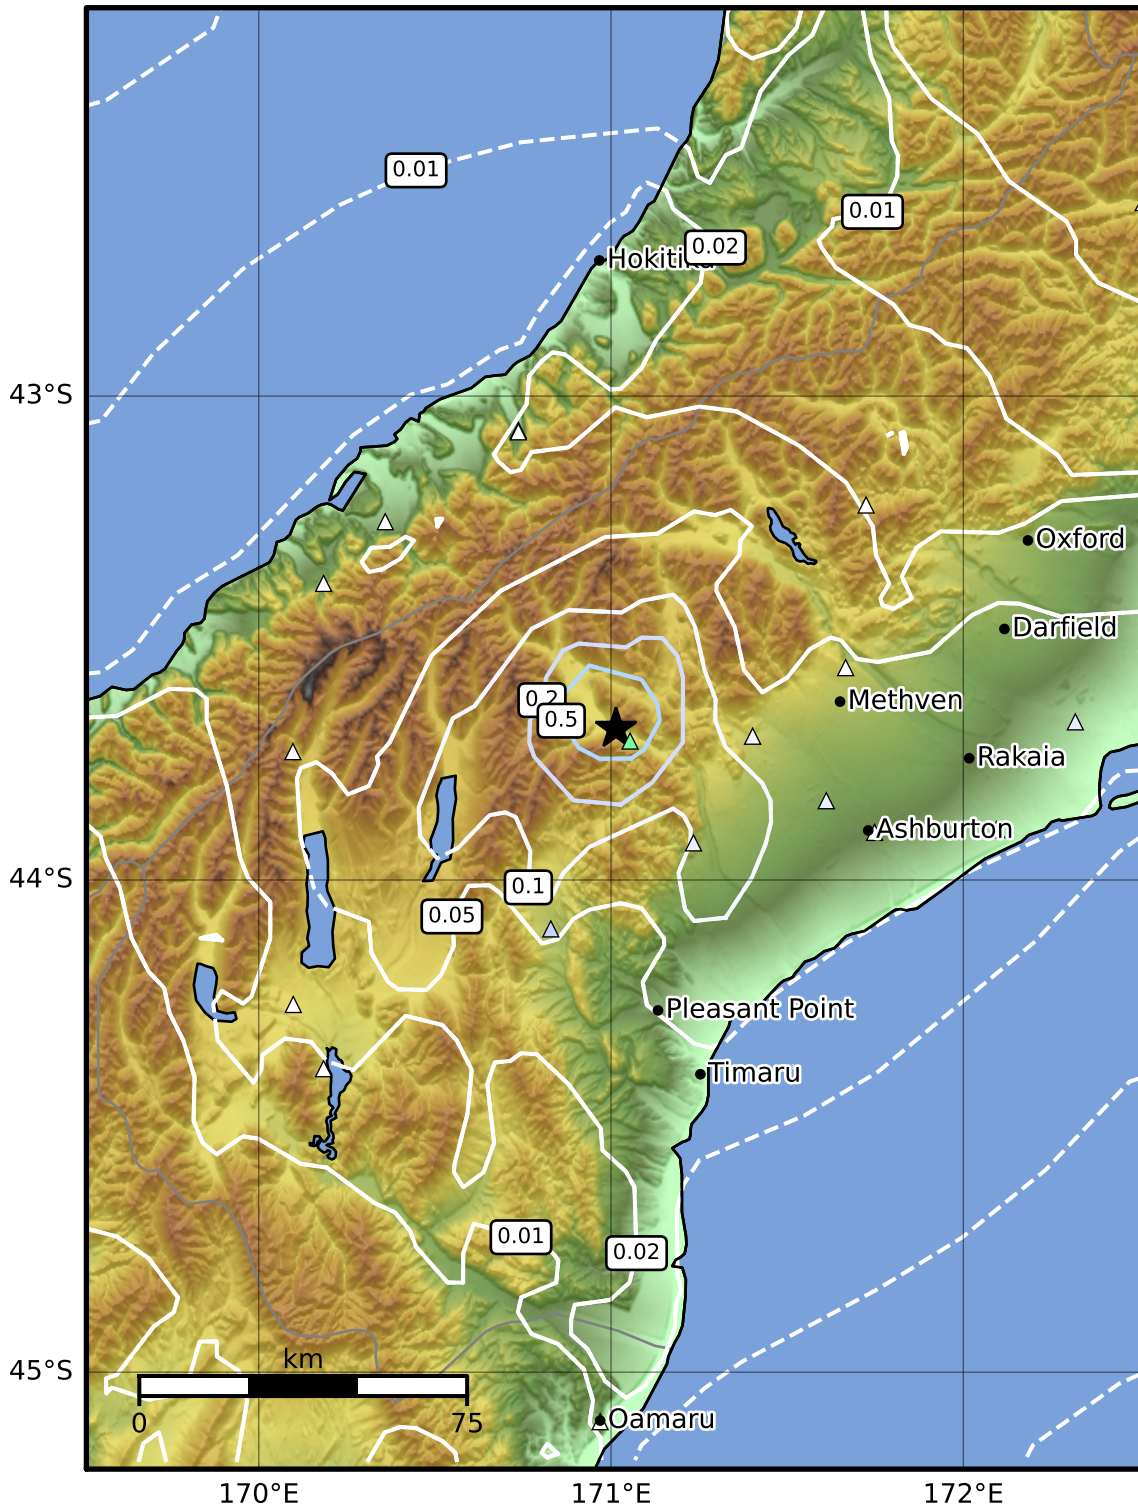 0.01
0.01
0.02
Hokitika
43°S
Oxford
Darfield
0.2
Methven
0.5
Rakaia
Ashburton
44°S
0.1
0.05
Pleasant Point
Timaru
0.01
0.02
km
45°S
0
75
Oamaru
170°E
171°E
172°E